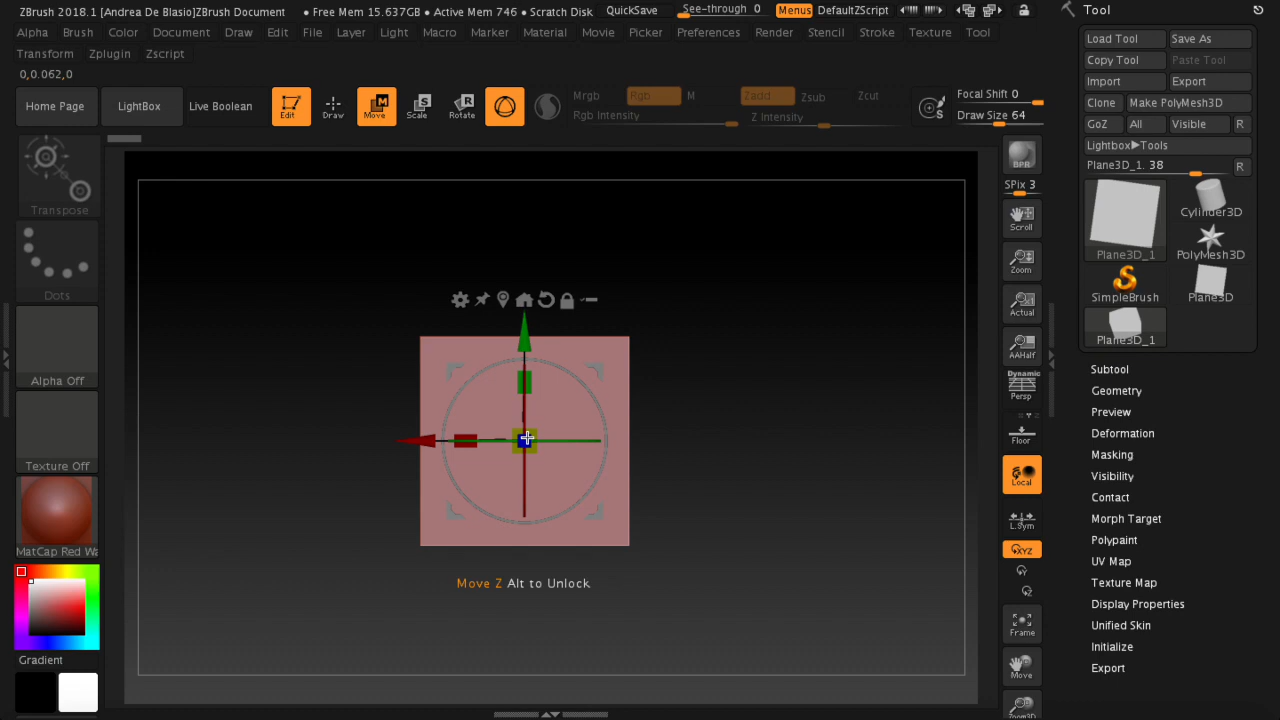 ZBrush 2018.1 [Andrea De Blasio]ZBrush Document
• Free Mem 15.637GB • Active Mem 746 • Scratch Disk
QuickSave
See-through 0
Menus
DefaultZScript
Tool
Alpha Brush Color Document Draw Edit File Layer Light Macro Marker Material Movie Picker Preferences Render Stencil Stroke Texture Tool
Transform Zplugin Zscript
0,0.062,0
Home Page
LightBox
Live Boolean
Edit
Draw
Move
Scale
Rotate
Mrgb Rgb M
Rgb Intensity
Zadd Zsub Zcut
Z Intensity
Focal Shift 0
Draw Size 64
Load Tool Save As
Copy Tool Paste Tool
Import Export
Clone Make PolyMesh3D
GoZ All Visible R
Lightbox▶Tools
Plane3D_1. 38 R
Plane3D_1
Cylinder3D
PolyMesh3D
SimpleBrush
Plane3D
Plane3D_1
Subtool
Geometry
Preview
Deformation
Masking
Visibility
Contact
Morph Target
Polypaint
UV Map
Texture Map
Display Properties
Unified Skin
Initialize
Export
Transpose
Dots
Alpha Off
Texture Off
MatCap Red Wa
Gradient
Move Z Alt to Unlock
BPR
SPix 3
Scroll
Zoom
Actual
AAHalf
Dynamic
Persp
Floor
Local
L.Sym
XYZ
Y
Z
Frame
Move
Zoom3D